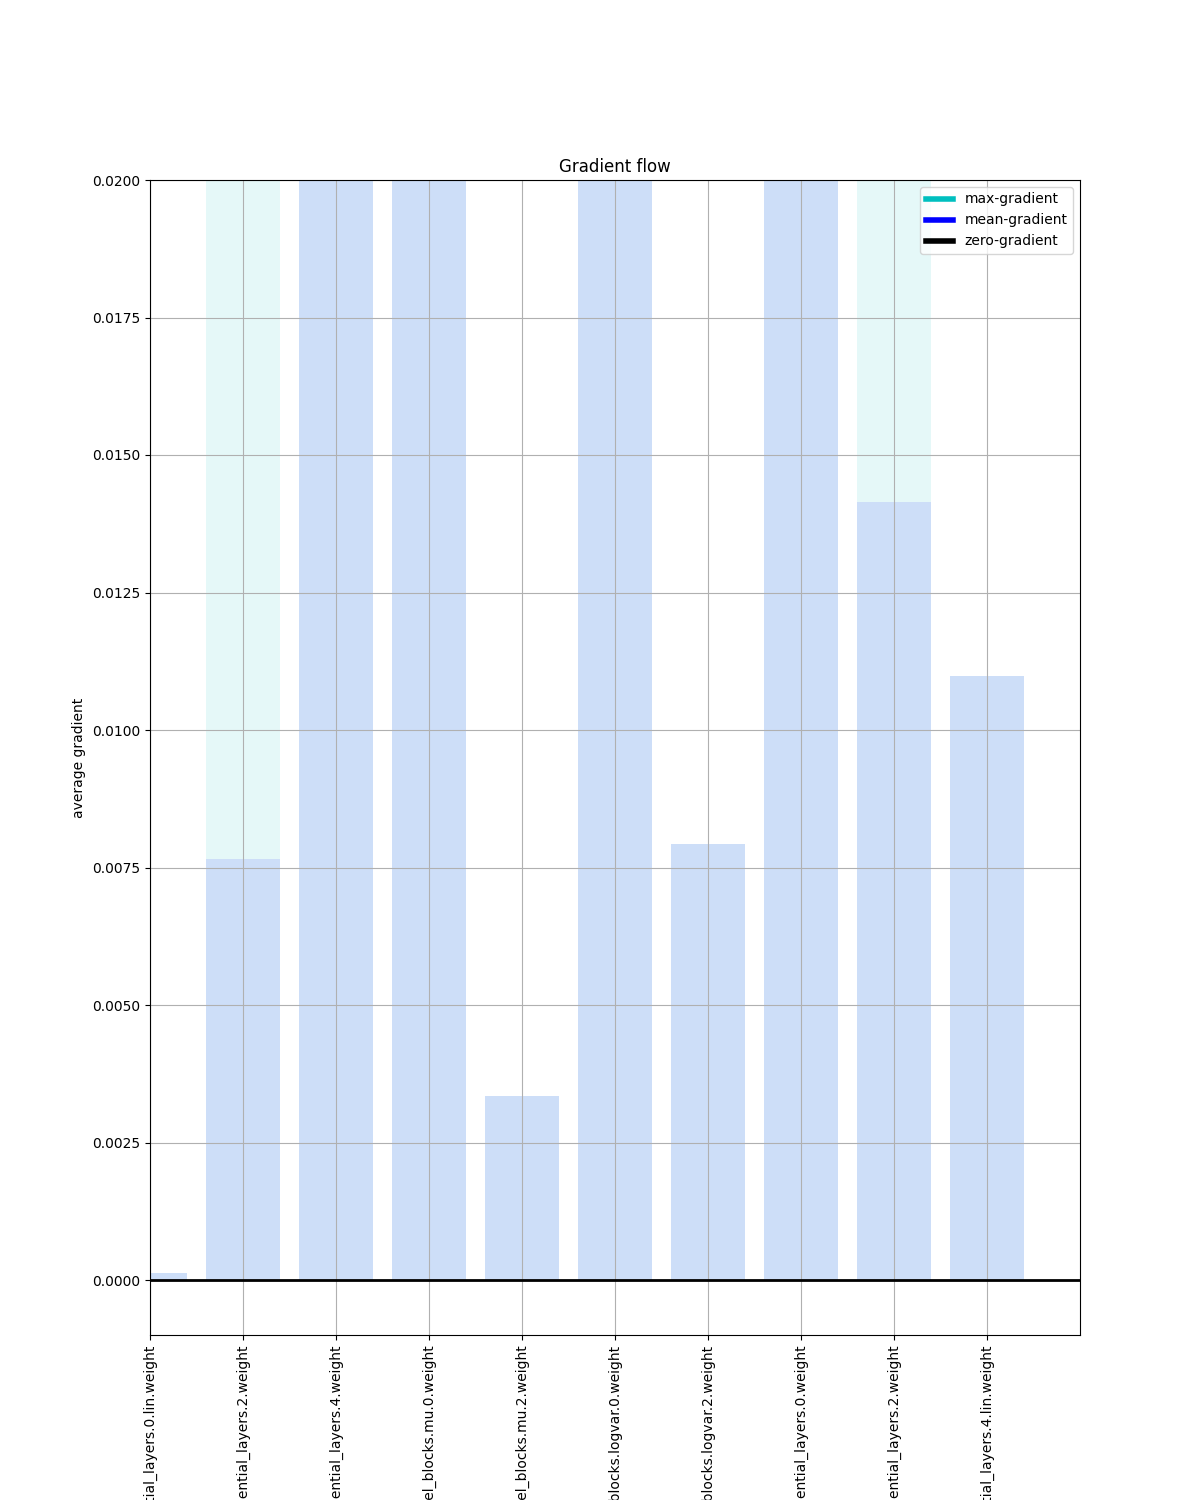 Gradient flow
max-gradient
mean-gradient
zero-gradient
0.0200
0.0175
0.0150
0.0125
0.0100
0.0075
0.0050
0.0025
0.0000
average gradient
tial_layers.0.lin.weight
ential_layers.2.weight
ential_layers.4.weight
el_blocks.mu.0.weight
el_blocks.mu.2.weight
blocks.logvar.0.weight
blocks.logvar.2.weight
ential_layers.0.weight
ential_layers.2.weight
tial_layers.4.lin.weight